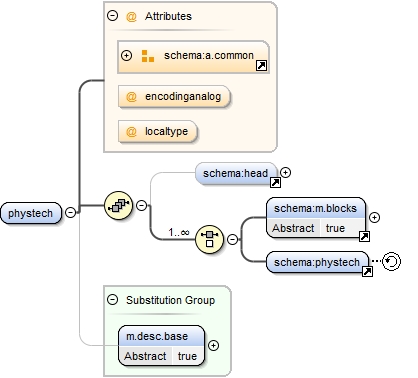 Attributes
schema:a.common
encodinganalog
localtype
schema:head
phystech
1..∞
schema:m.blocks
Abstract true
schema:phystech
Substitution Group
m.desc.base
Abstract true